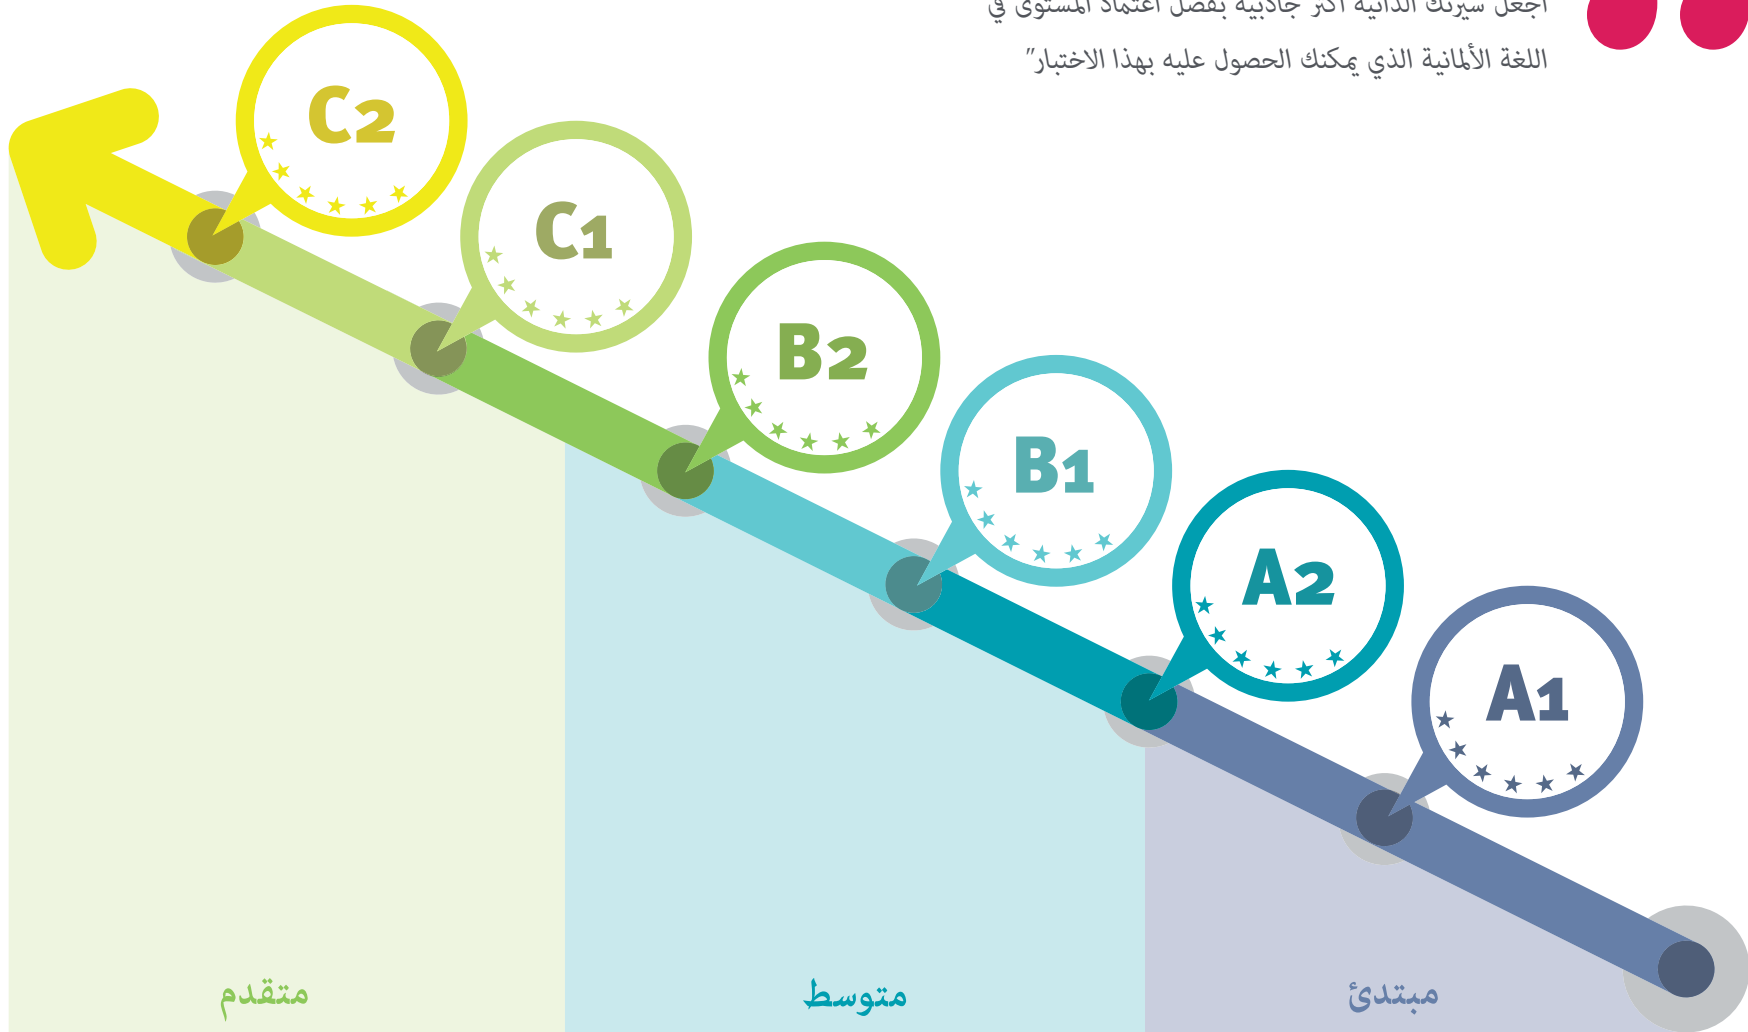 اجعل سيرتك الذاتية أكثر جاذبية بفضل اعتماد المستوى في
اللغة الألمانية الذي يمكنك الحصول عليه بهذا الاختبار"
C2
C1
B2
B1
A2
A1
مبتدئ
متوسط
متقدم